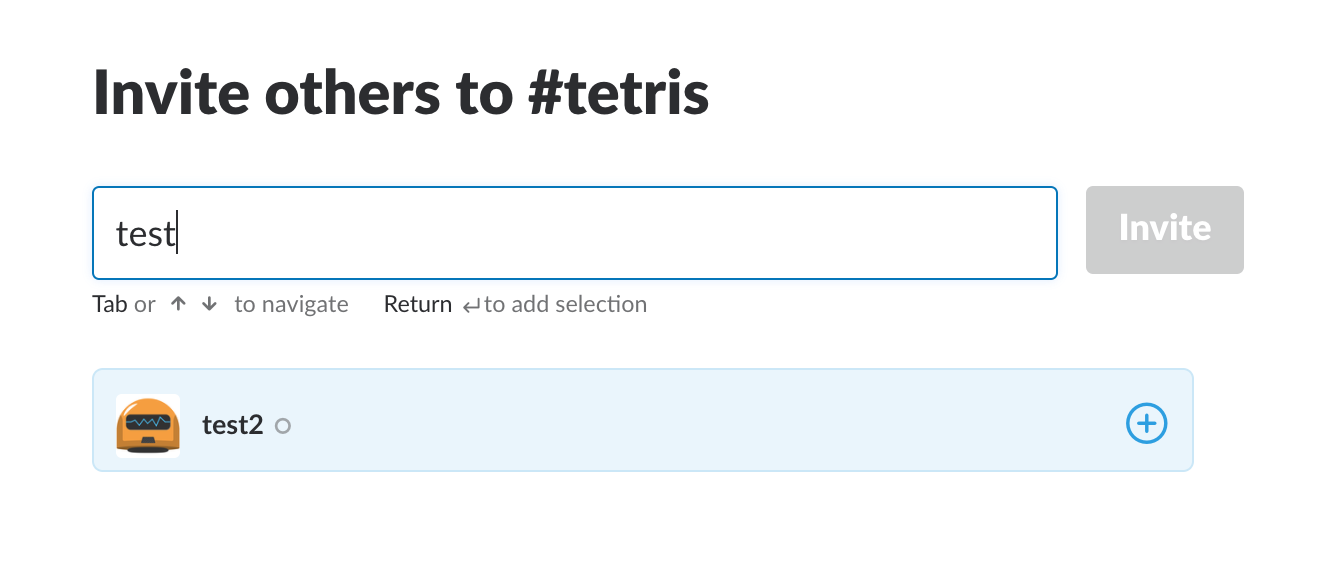 Invite others to #tetris
test
Invite
Tab or ↑ ↓ to navigate Return ↵ to add selection
test2